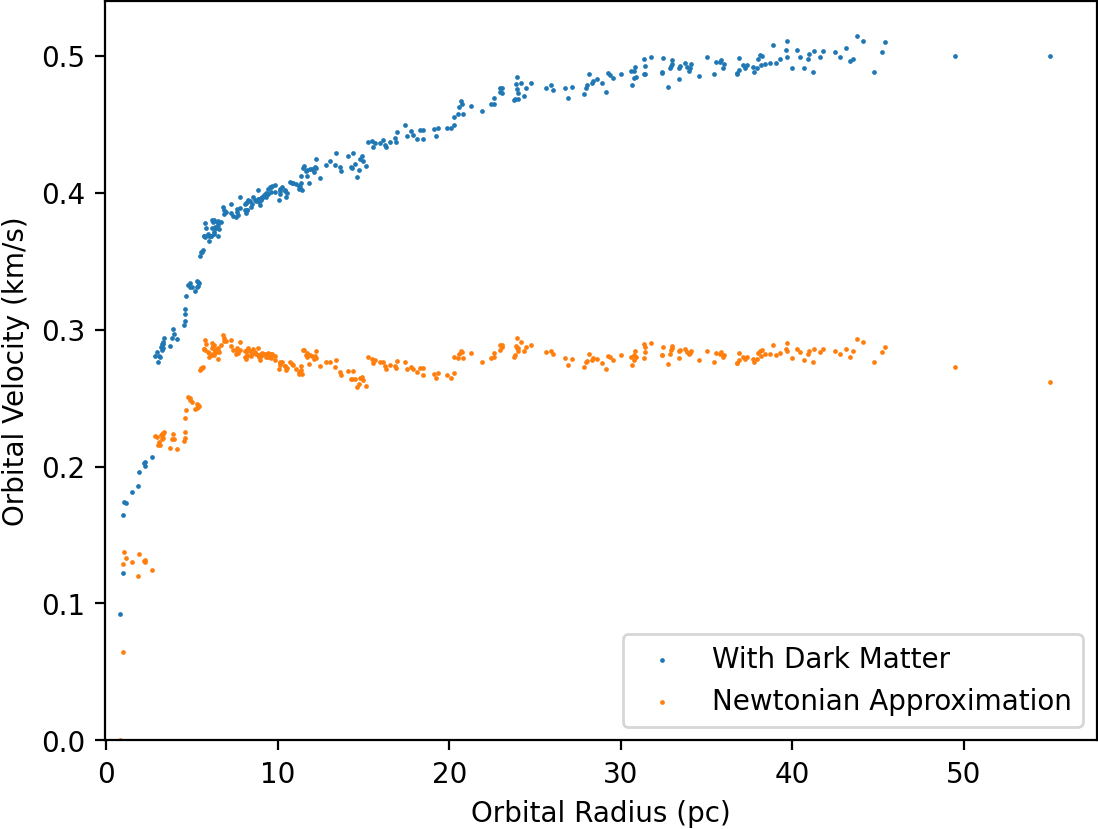 0.5
0.4
0.3
0.2
0.1
0.0
Orbital Velocity (km/s)
With Dark Matter
Newtonian Approximation
0 10 20 30 40 50
Orbital Radius (pc)